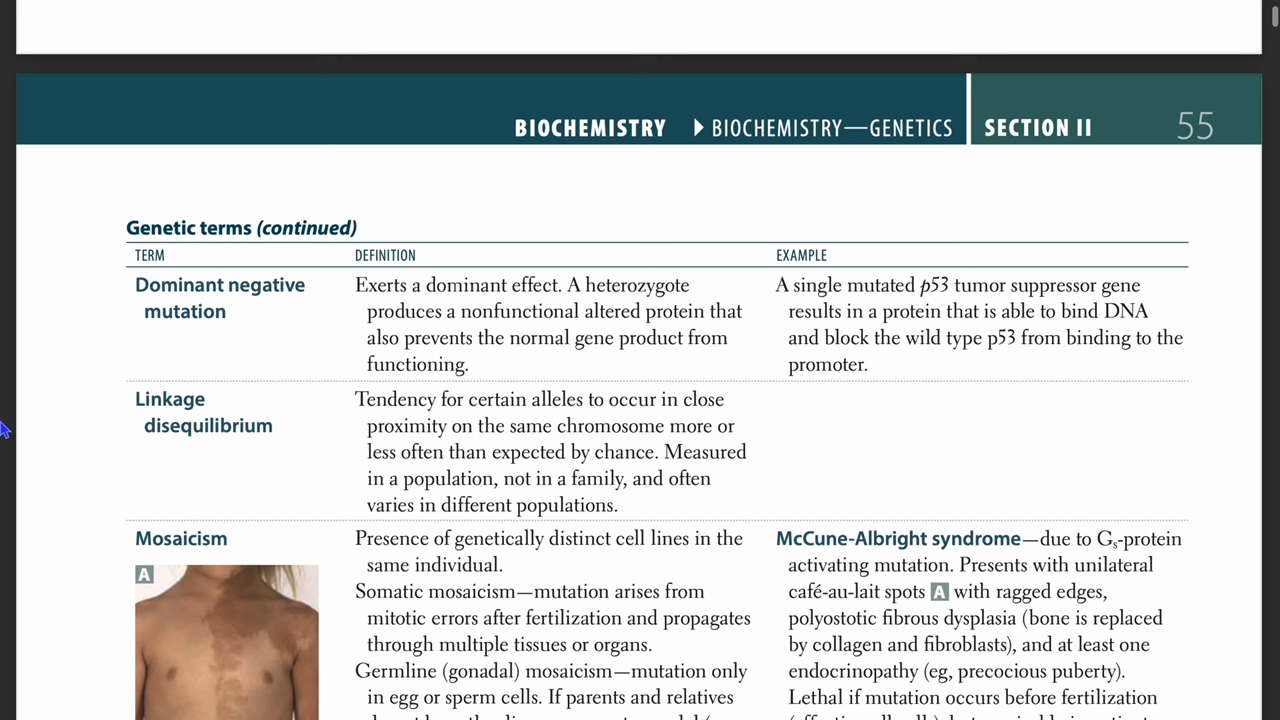 BIOCHEMISTRY ▶ BIOCHEMISTRY—GENETICS SECTION II 55
Genetic terms (continued)
TERM DEFINITION EXAMPLE
Dominant negative
mutation
Exerts a dominant effect. A heterozygote
produces a nonfunctional altered protein that
also prevents the normal gene product from
functioning.
A single mutated p53 tumor suppressor gene
results in a protein that is able to bind DNA
and block the wild type p53 from binding to the
promoter.
Linkage
disequilibrium
Tendency for certain alleles to occur in close
proximity on the same chromosome more or
less often than expected by chance. Measured
in a population, not in a family, and often
varies in different populations.
Mosaicism
A
Presence of genetically distinct cell lines in the
same individual.
Somatic mosaicism—mutation arises from
mitotic errors after fertilization and propagates
through multiple tissues or organs.
Germline (gonadal) mosaicism—mutation only
in egg or sperm cells. If parents and relatives
McCune-Albright syndrome—due to Gs-protein
activating mutation. Presents with unilateral
café-au-lait spots A with ragged edges,
polyostotic fibrous dysplasia (bone is replaced
by collagen and fibroblasts), and at least one
endocrinopathy (eg, precocious puberty).
Lethal if mutation occurs before fertilization